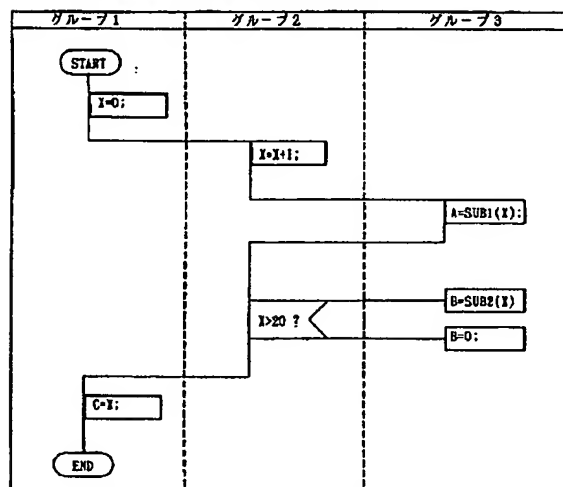 グループ1
グループ2
グループ3
START
X=0;
X=X+1;
A=SUB1(X);
B=SUB2(X)
X>20 ?
B=0;
C=X;
END